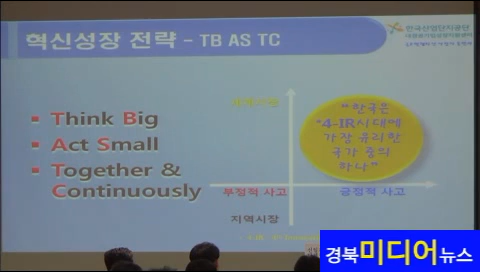 혁신성장 전략 - TB AS TC
한국산업단지공단
Think Big
Act Small
Together &
Continuously
"한국은
"4-IR시대에
가장 유리한
국가 중의
하나"
부정적 사고
긍정적 사고
지역시장
경북미디어뉴스